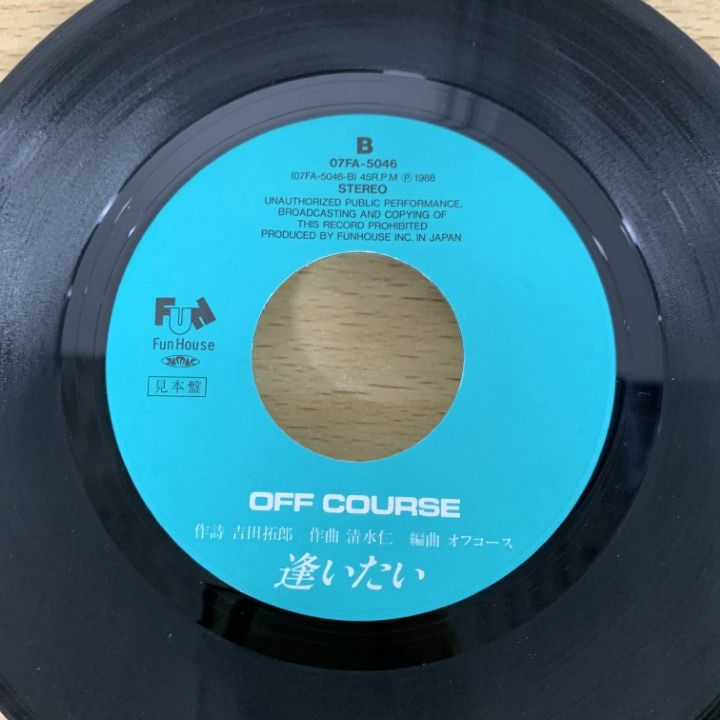 B
07FA-5046
(07FA-5046-B) 45R.P.M Ⓟ 1988
STEREO
UNAUTHORIZED PUBLIC PERFORMANCE,
BROADCASTING AND COPYING OF
THIS RECORD PROHIBITED
PRODUCED BY FUNHOUSE INC. IN JAPAN
Fun
Fun House
JASRAC
見本盤
OFF COURSE
作詩 吉田拓郎 作曲 清水仁 編曲 オフコース
逢いたい